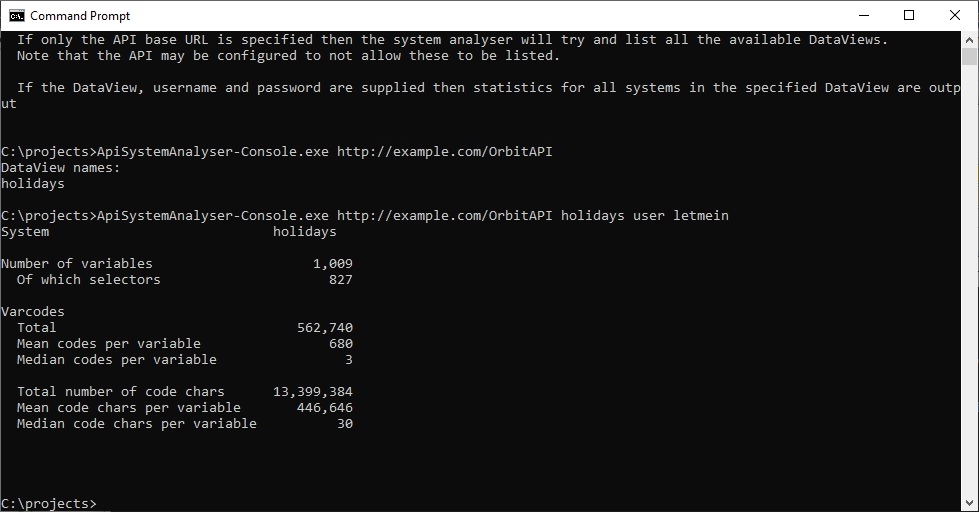 Command Prompt
If only the API base URL is specified then the system analyser will try and list all the available DataViews.
Note that the API may be configured to not allow these to be listed.
If the DataView, username and password are supplied then statistics for all systems in the specified DataView are outp
ut
C:\projects>ApiSystemAnalyser-Console.exe http://example.com/OrbitAPI
DataView names:
holidays
C:\projects>ApiSystemAnalyser-Console.exe http://example.com/OrbitAPI holidays user letmein
System holidays
Number of variables 1,009
Of which selectors 827
Varcodes
Total 562,740
Mean codes per variable 680
Median codes per variable 3
Total number of code chars 13,399,384
Mean code chars per variable 446,646
Median code chars per variable 30
C:\projects>